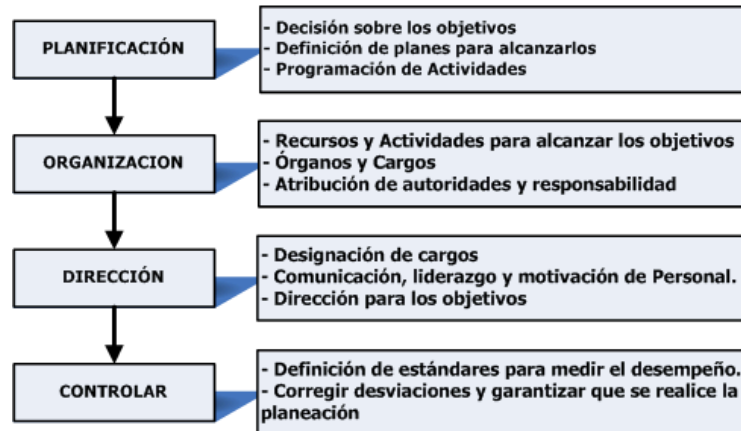 PLANIFICACIÓN
- Decisión sobre los objetivos
- Definición de planes para alcanzarlos
- Programación de Actividades
ORGANIZACION
- Recursos y Actividades para alcanzar los objetivos
- Órganos y Cargos
- Atribución de autoridades y responsabilidad
DIRECCIÓN
- Designación de cargos
- Comunicación, liderazgo y motivación de Personal.
- Dirección para los objetivos
CONTROLAR
- Definición de estándares para medir el desempeño.
- Corregir desviaciones y garantizar que se realice la
planeación